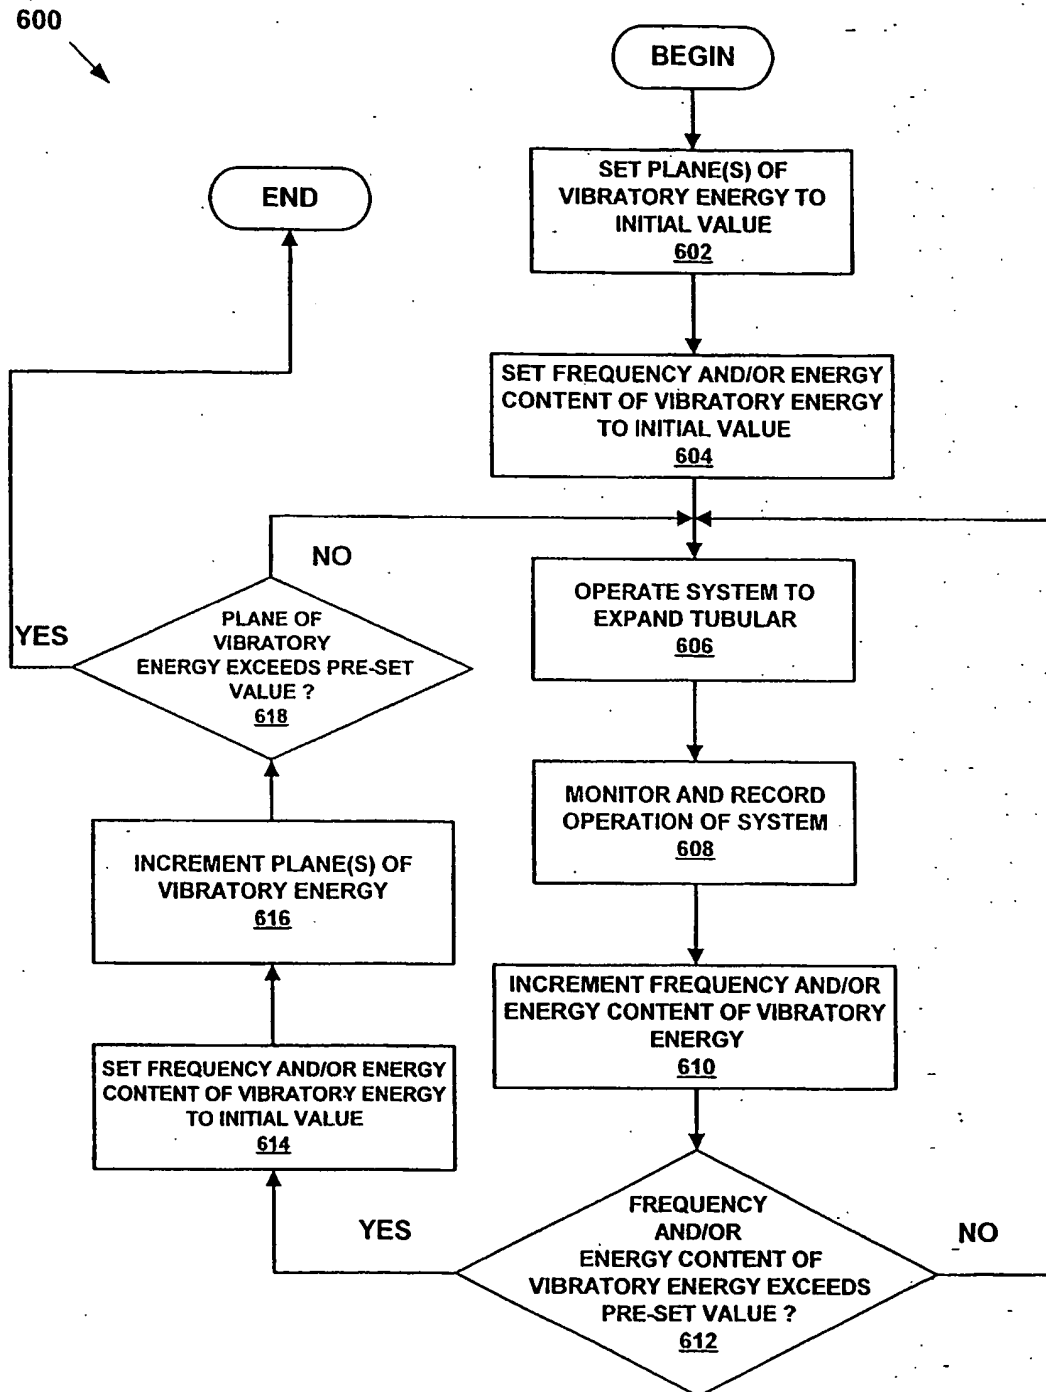 600
BEGIN
SET PLANE(S) OF
VIBRATORY ENERGY TO
INITIAL VALUE
602
END
SET FREQUENCY AND/OR ENERGY
CONTENT OF VIBRATORY ENERGY
TO INITIAL VALUE
604
NO
OPERATE SYSTEM TO
EXPAND TUBULAR
606
YES
PLANE OF
VIBRATORY
ENERGY EXCEEDS PRE-SET
VALUE ?
618
MONITOR AND RECORD
OPERATION OF SYSTEM
608
INCREMENT PLANE(S) OF
VIBRATORY ENERGY
616
INCREMENT FREQUENCY AND/OR
ENERGY CONTENT OF VIBRATORY
ENERGY
610
SET FREQUENCY AND/OR ENERGY
CONTENT OF VIBRATORY ENERGY
TO INITIAL VALUE
614
YES
FREQUENCY
AND/OR
ENERGY CONTENT OF
VIBRATORY ENERGY EXCEEDS
PRE-SET VALUE ?
612
NO